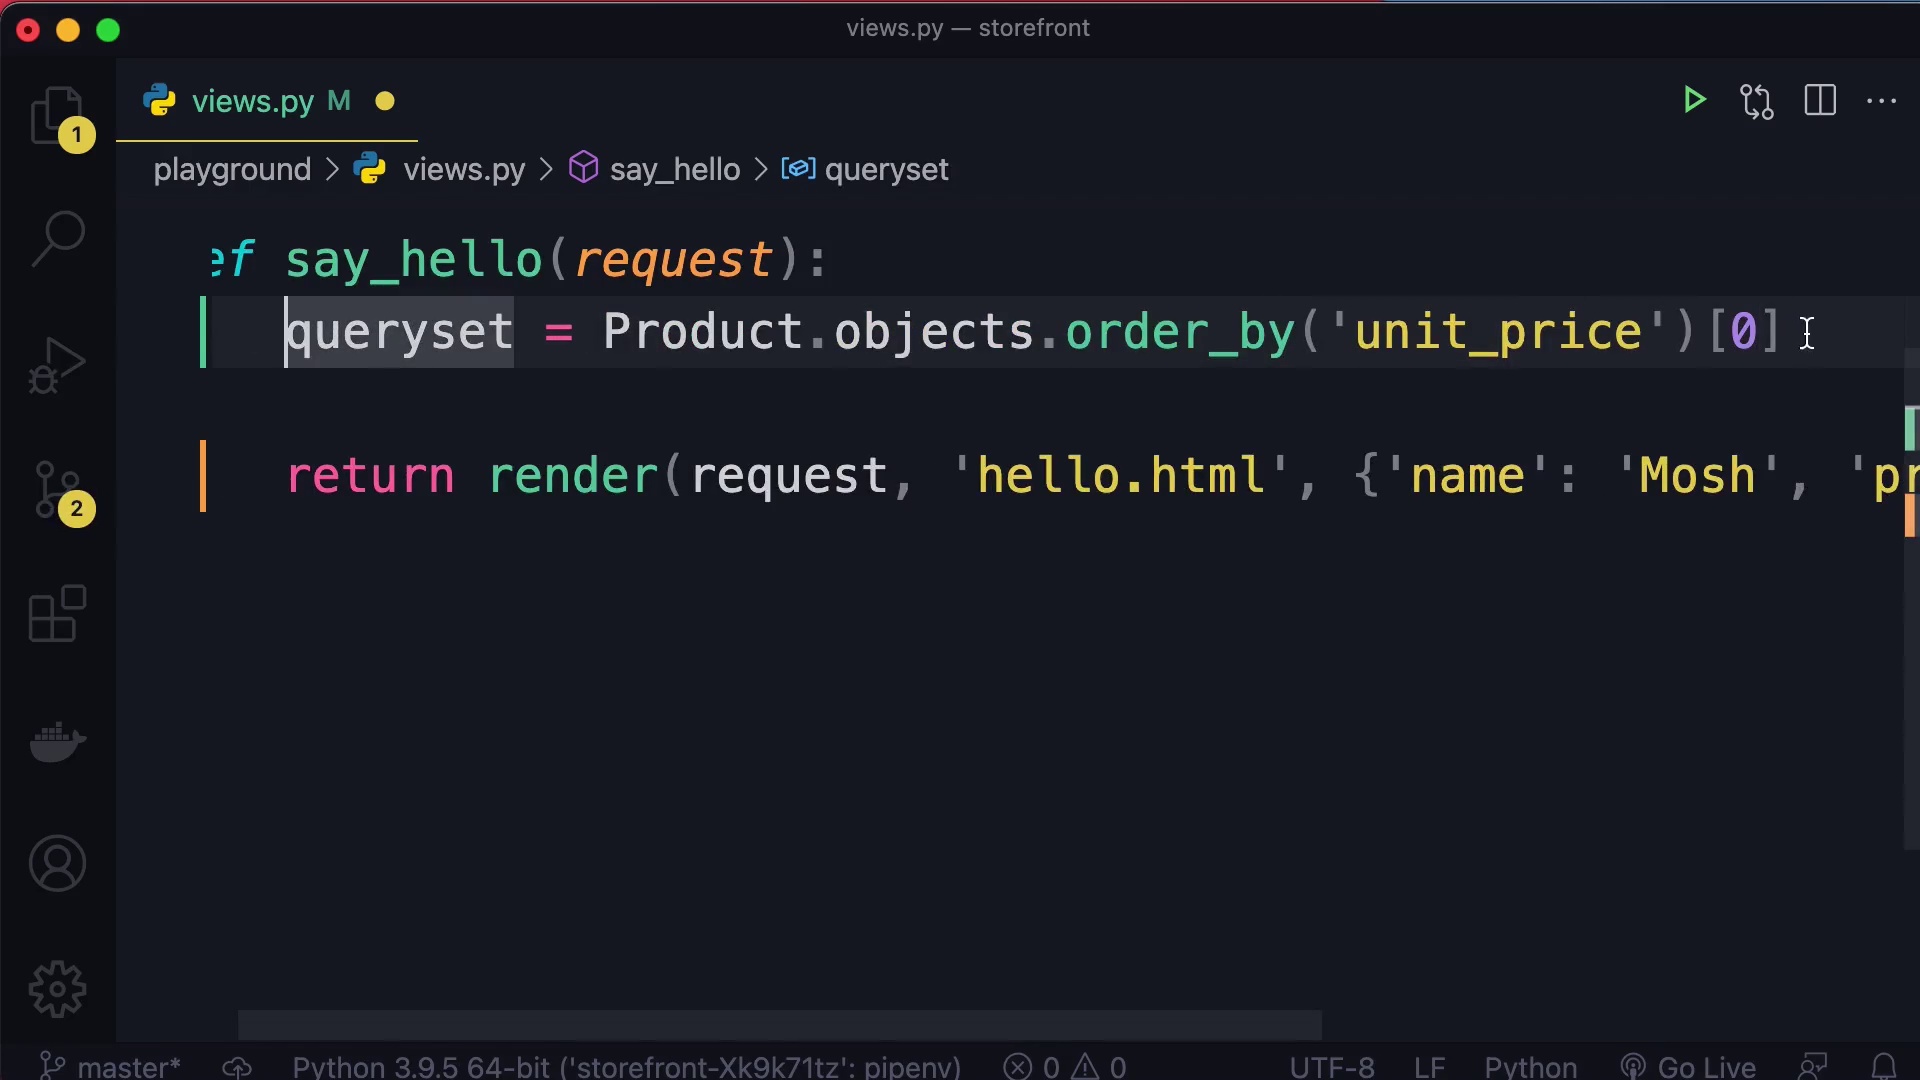 views.py — storefront
views.py M
1
playground > views.py > say_hello > queryset
ef say_hello(request):
queryset = Product.objects.order_by('unit_price')[0]
return render(request, 'hello.html', {'name': 'Mosh', 'pr
2
master* Python 3.9.5 64-bit ('storefront-Xk9k71tz': pipenv) 0 0 UTF-8 LF Python Go Live